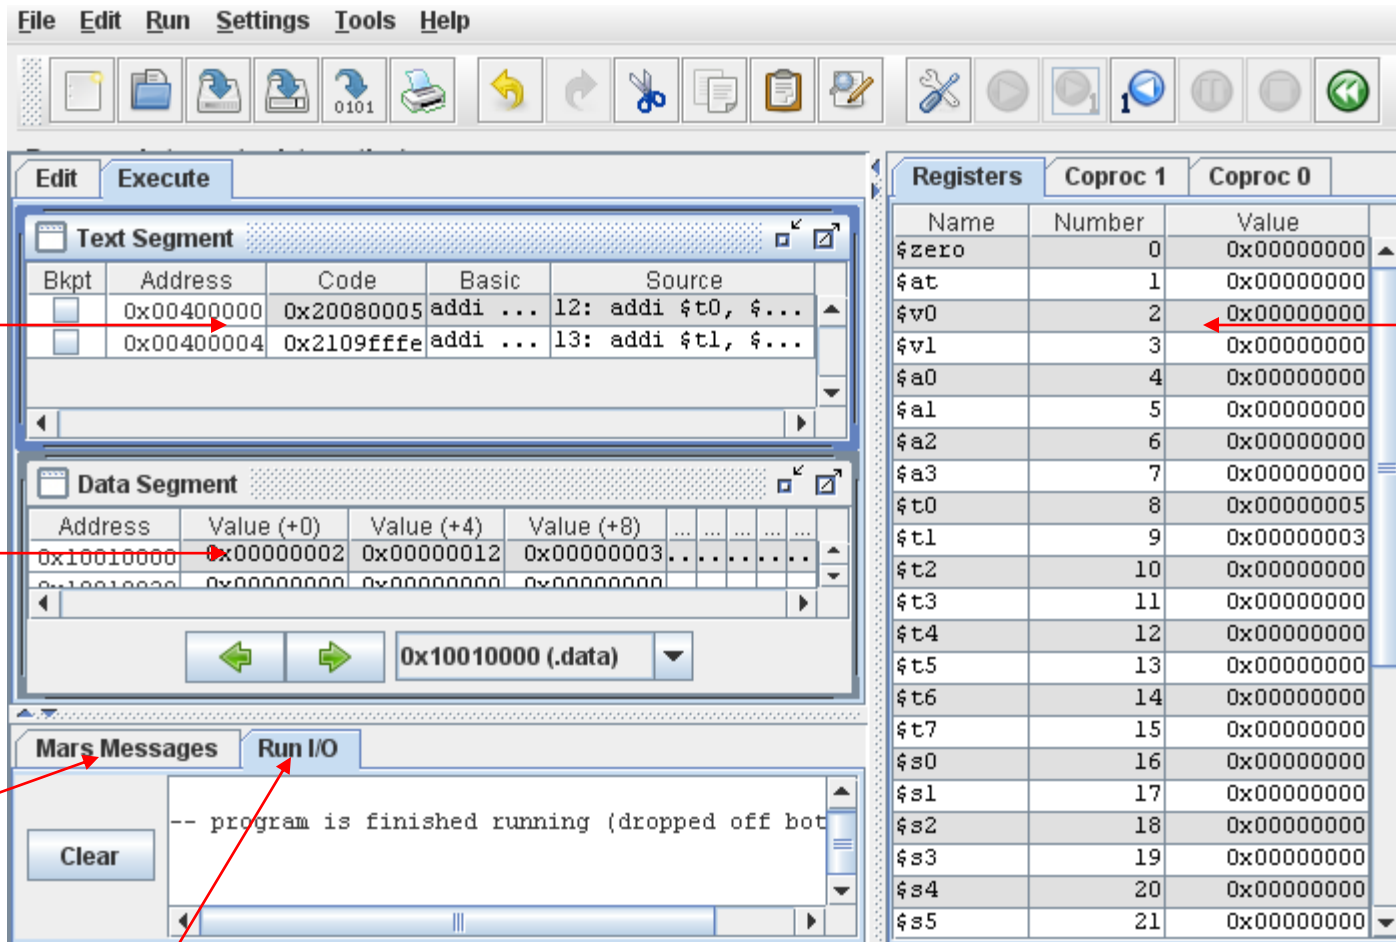 File Edit Run Settings Tools Help
0101
1
1
Edit Execute
Text Segment
Bkpt Address Code Basic Source
0x00400000 0x20080005 addi ... 12: addi $t0, $...
0x00400004 0x2109fffe addi ... 13: addi $t1, $...
Data Segment
Address Value (+0) Value (+4) Value (+8) ... ... ... ... ...
0x10010000 0x00000002 0x00000012 0x00000003 ... ... ... ... ...
0x10010020 0x00000000 0x00000000 0x00000000
0x10010000 (.data)
Mars Messages Run I/O
Clear
-- program is finished running (dropped off bot
Registers Coproc 1 Coproc 0
Name Number Value
$zero 0 0x00000000
$at 1 0x00000000
$v0 2 0x00000000
$v1 3 0x00000000
$a0 4 0x00000000
$a1 5 0x00000000
$a2 6 0x00000000
$a3 7 0x00000000
$t0 8 0x00000005
$t1 9 0x00000003
$t2 10 0x00000000
$t3 11 0x00000000
$t4 12 0x00000000
$t5 13 0x00000000
$t6 14 0x00000000
$t7 15 0x00000000
$s0 16 0x00000000
$s1 17 0x00000000
$s2 18 0x00000000
$s3 19 0x00000000
$s4 20 0x00000000
$s5 21 0x00000000